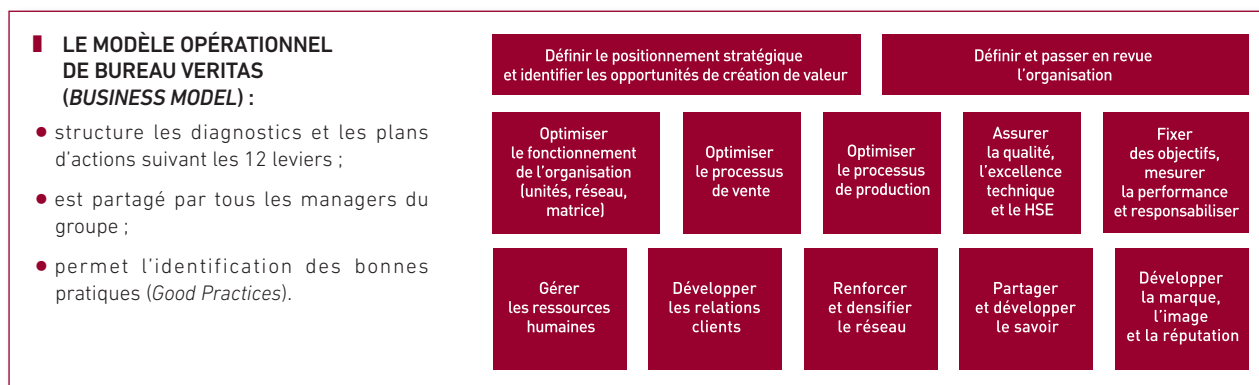 LE MODÈLE OPÉRATIONNEL
DE BUREAU VERITAS
(BUSINESS MODEL) :
● structure les diagnostics et les plans
d'actions suivant les 12 leviers ;
● est partagé par tous les managers du
groupe ;
● permet l'identification des bonnes
pratiques (Good Practices).
Définir le positionnement stratégique
et identifier les opportunités de création de valeur
Définir et passer en revue
l'organisation
Optimiser
le fonctionnement
de l'organisation
(unités, réseau,
matrice)
Optimiser
le processus
de vente
Optimiser
le processus
de production
Assurer
la qualité,
l'excellence
technique
et le HSE
Fixer
des objectifs,
mesurer
la performance
et responsabiliser
Gérer
les ressources
humaines
Développer
les relations
clients
Renforcer
et densifier
le réseau
Partager
et développer
le savoir
Développer
la marque,
l'image
et la réputation